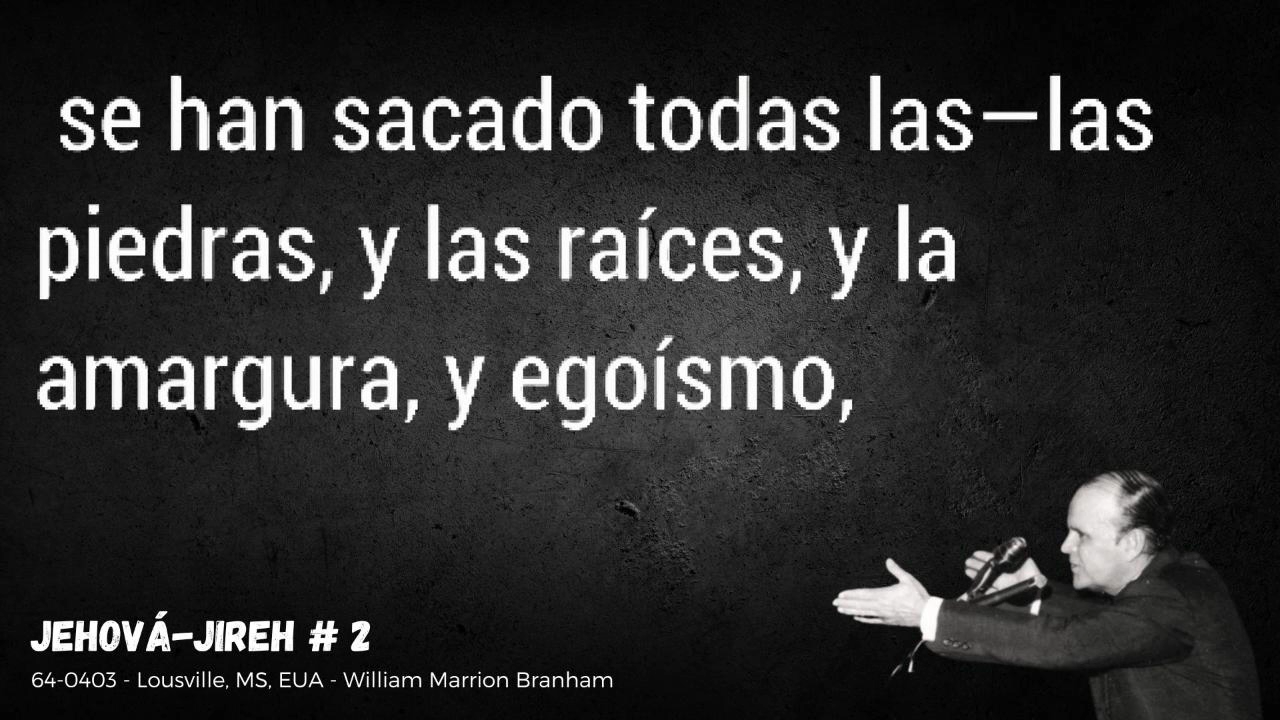 se han sacado todas las—las
piedras, y las raíces, y la
amargura, y egoísmo,
JEHOVÁ-JIREH # 2
64-0403 - Lousville, MS, EUA - William Marrion Branham